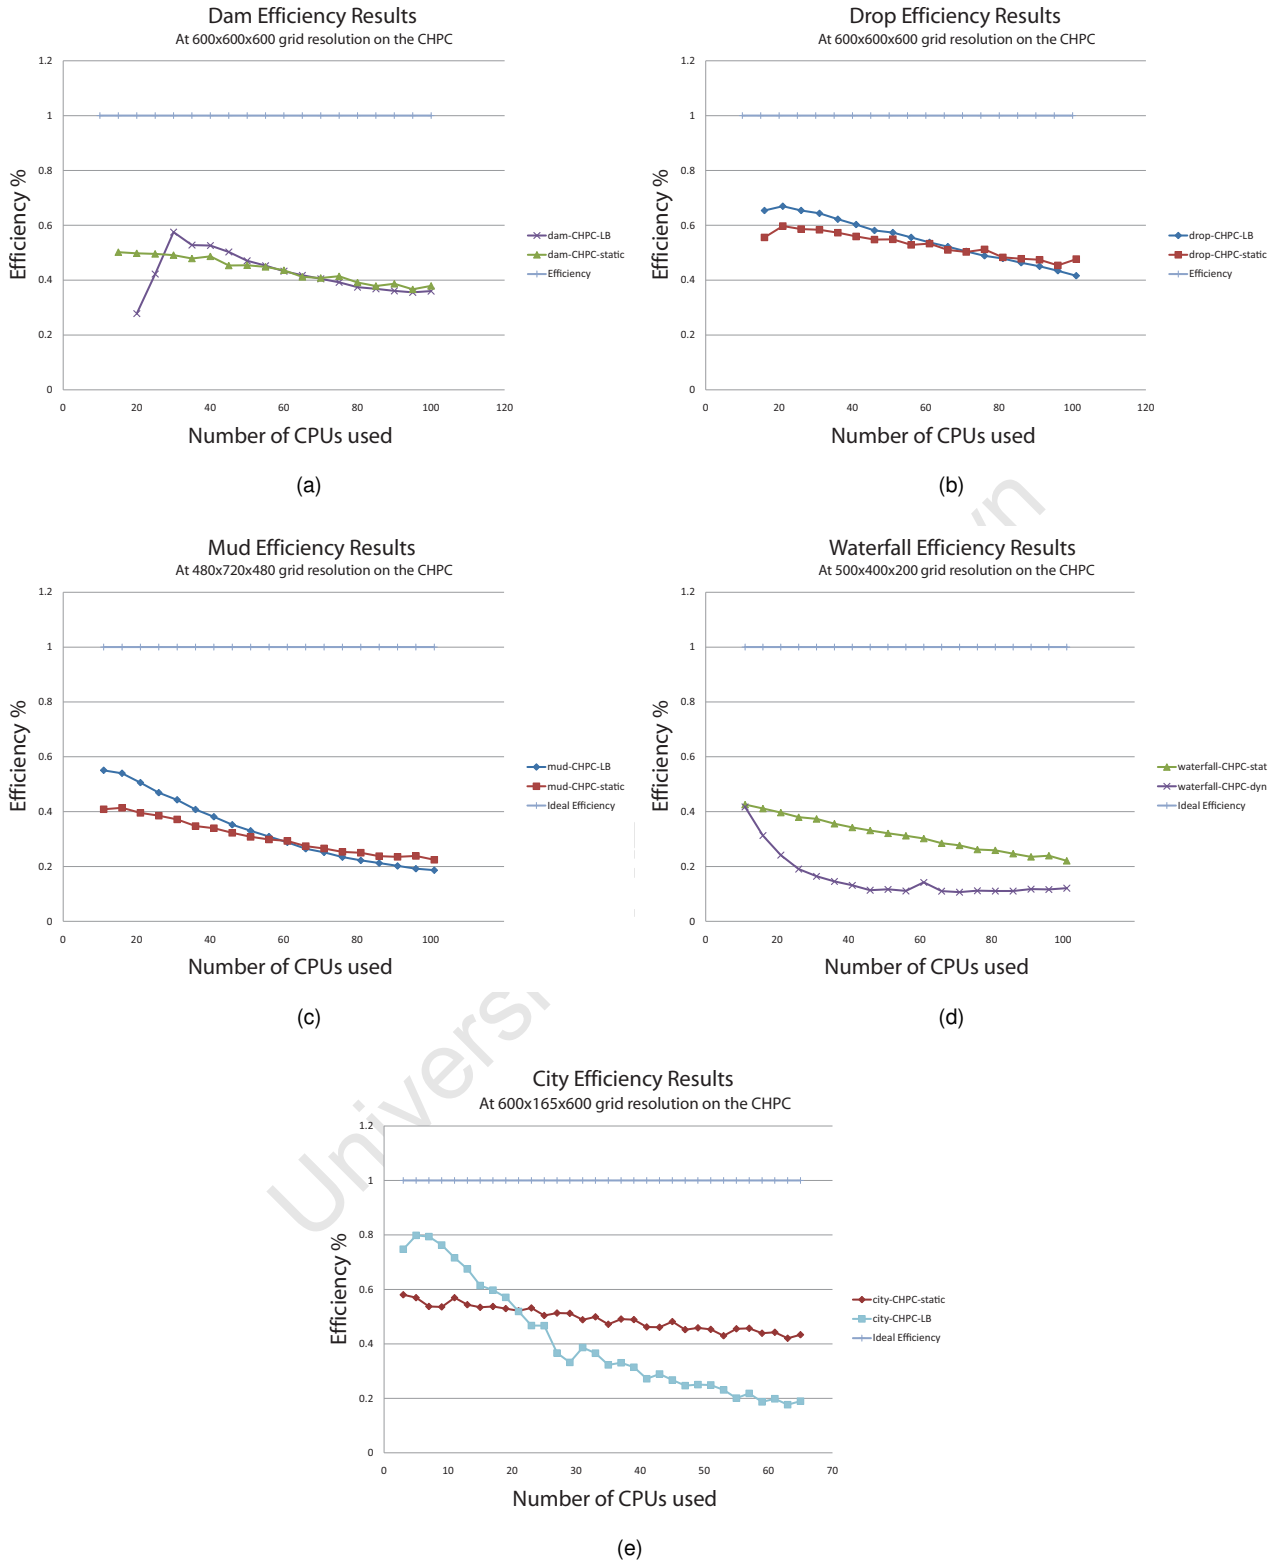 Dam Efficiency Results
At 600x600x600 grid resolution on the CHPC
1.2
1
0.8
0.6
0.4
0.2
0
0 20 40 60 80 100 120
Efficiency %
Number of CPUs used
dam-CHPC-LB
dam-CHPC-static
Efficiency
(a)
Drop Efficiency Results
At 600x600x600 grid resolution on the CHPC
1.2
1
0.8
0.6
0.4
0.2
0
0 20 40 60 80 100 120
Efficiency %
Number of CPUs used
drop-CHPC-LB
drop-CHPC-static
Efficiency
(b)
Mud Efficiency Results
At 480x720x480 grid resolution on the CHPC
1.2
1
0.8
0.6
0.4
0.2
0
0 20 40 60 80 100
Efficiency %
Number of CPUs used
mud-CHPC-LB
mud-CHPC-static
Ideal Efficiency
(c)
Waterfall Efficiency Results
At 500x400x200 grid resolution on the CHPC
1.2
1
0.8
0.6
0.4
0.2
0
0 20 40 60 80 100
Efficiency %
Number of CPUs used
waterfall-CHPC-stat
waterfall-CHPC-dyn
Ideal Efficiency
(d)
City Efficiency Results
At 600x165x600 grid resolution on the CHPC
1.2
1
0.8
0.6
0.4
0.2
0
0 10 20 30 40 50 60 70
Efficiency %
Number of CPUs used
city-CHPC-static
city-CHPC-LB
Ideal Efficiency
(e)
Univers